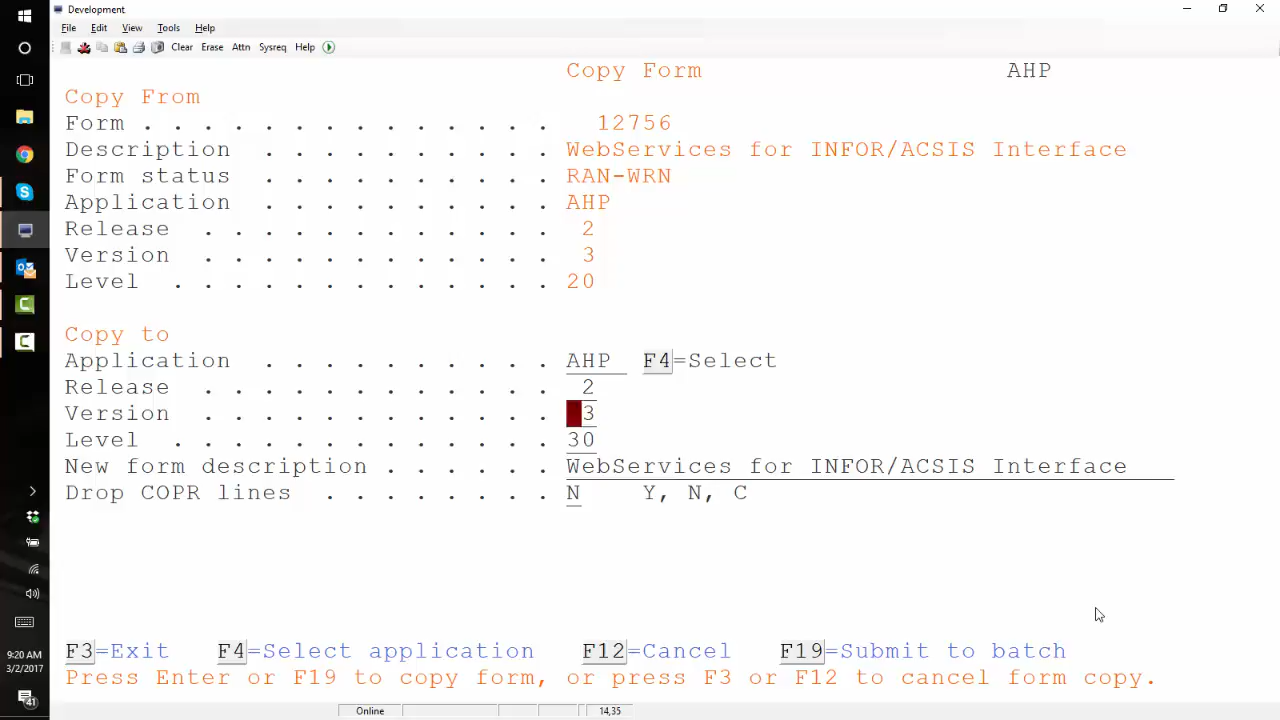 Development
File Edit View Tools Help
Clear Erase Attn Sysreq Help
Copy Form AHP
Copy From
Form . . . . . . . . . . . . . . 12756
Description . . . . . . . . . . WebServices for INFOR/ACSIS Interface
Form status . . . . . . . . . . RAN-WRN
Application . . . . . . . . . . AHP
Release . . . . . . . . . . . . 2
Version . . . . . . . . . . . . 3
Level . . . . . . . . . . . . . 20
Copy to
Application . . . . . . . . . . AHP F4=Select
Release . . . . . . . . . . . . 2
Version . . . . . . . . . . . . 3
Level . . . . . . . . . . . . . 30
New form description . . . . . . WebServices for INFOR/ACSIS Interface
Drop COPR lines . . . . . . . . N Y, N, C
F3=Exit F4=Select application F12=Cancel F19=Submit to batch
Press Enter or F19 to copy form, or press F3 or F12 to cancel form copy.
Online 14,35
9:20 AM
3/2/2017
41